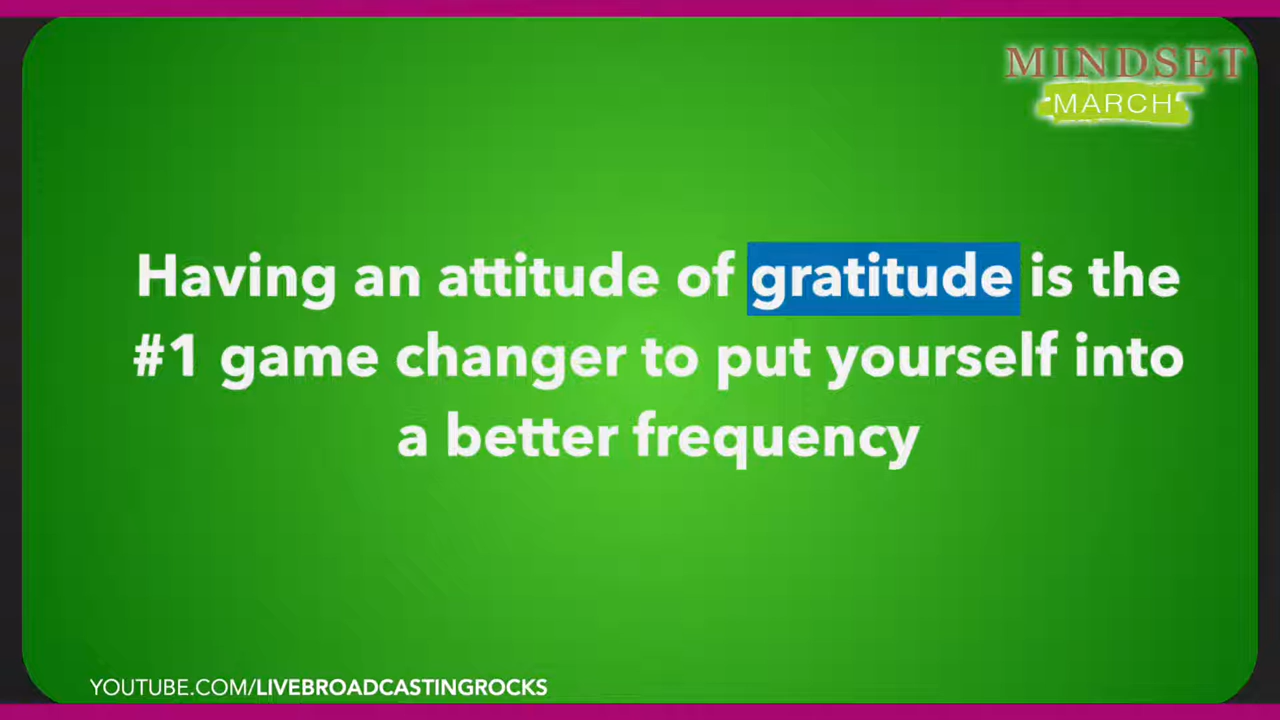 MINDSET
MARCH
Having an attitude of gratitude is the
#1 game changer to put yourself into
a better frequency
YOUTUBE.COM/LIVEBROADCASTINGROCKS